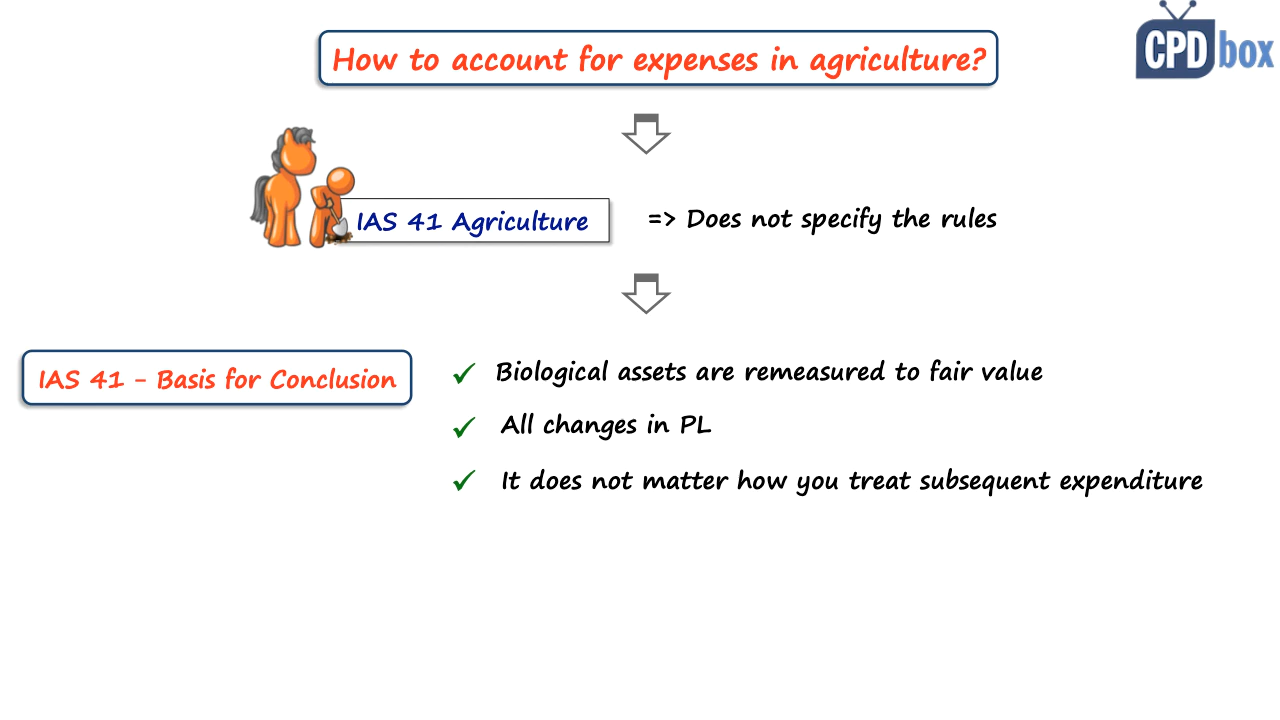 CPDbox
How to account for expenses in agriculture?
IAS 41 Agriculture
=> Does not specify the rules
IAS 41 - Basis for Conclusion
✓ Biological assets are remeasured to fair value
✓ All changes in PL
✓ It does not matter how you treat subsequent expenditure